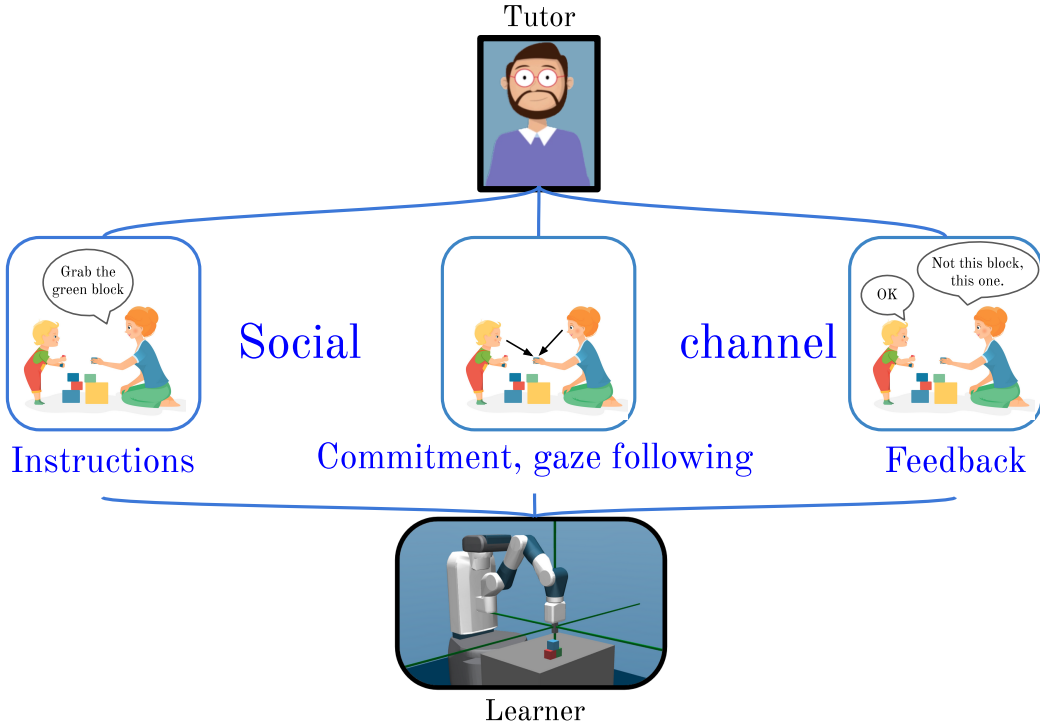 Tutor
Grab the
green block
Not this block,
this one.
OK
Social channel
Instructions
Commitment, gaze following
Feedback
Learner